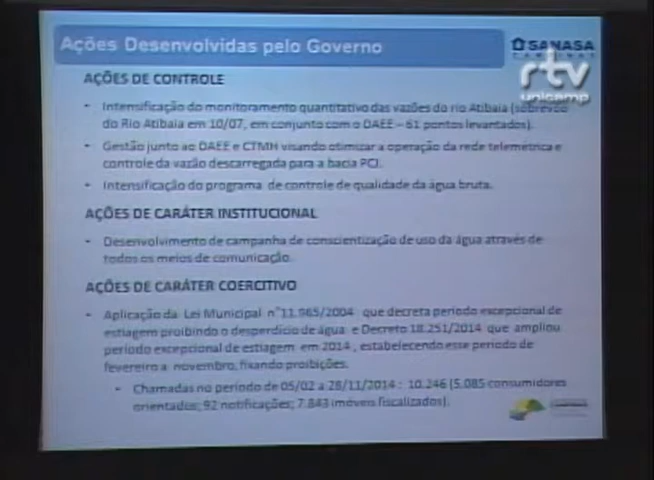 Ações Desenvolvidas pelo Governo
SANASA
CAMPINAS
rtv
unicamp
AÇÕES DE CONTROLE
- Intensificação do monitoramento quantitativo das vazões do rio Atibaia (sobrevoo
do Rio Atibaia em 10/07, em conjunto com o DAEE – 61 pontos levantados).
- Gestão junto ao DAEE e CTMH visando otimizar a operação da rede telemétrica e
controle da vazão descarregada para a bacia PCJ.
- Intensificação do programa de controle de qualidade da água bruta.
AÇÕES DE CARÁTER INSTITUCIONAL
- Desenvolvimento de campanha de conscientização de uso da água através de
todos os meios de comunicação.
AÇÕES DE CARÁTER COERCITIVO
- Aplicação da Lei Municipal n°11.965/2004 que decreta período excepcional de
estiagem proibindo o desperdício de água e Decreto 18.251/2014 que ampliou
período excepcional de estiagem em 2014 , estabelecendo esse período de
fevereiro a novembro, fixando proibições.
• Chamadas no período de 05/02 a 28/11/2014 : 10.246 (5.085 consumidores
orientados; 92 notificações; 7.843 imóveis fiscalizados).